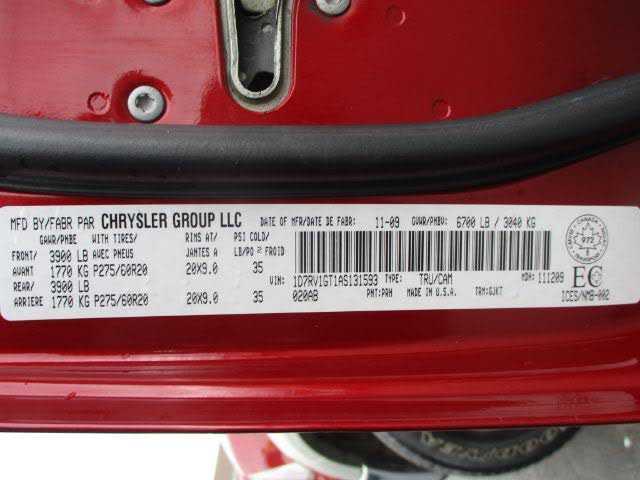 MFD BY/FABR PAR CHRYSLER GROUP LLC DATE OF MFR/DATE DE FABR: 11-09 GVWR/PNBV: 6700 LB / 3040 KG
GAWR/PNBE WITH TIRES/ RIMS AT/ PSI COLD/
FRONT/ 3900 LB AVEC PNEUS JANTES A LB/PO² FROID
AVANT 1770 KG P275/60R20 20X9.0 35
REAR/ 3900 LB
ARRIERE 1770 KG P275/60R20 20X9.0 35
VIN: 1D7RV1GT1AS131593 TYPE: TRU/CAM MDH: 111209
020AB PNT: PRH MADE IN U.S.A. TRM: GJKT
CANADA
972
EC
ICES/NMB-002